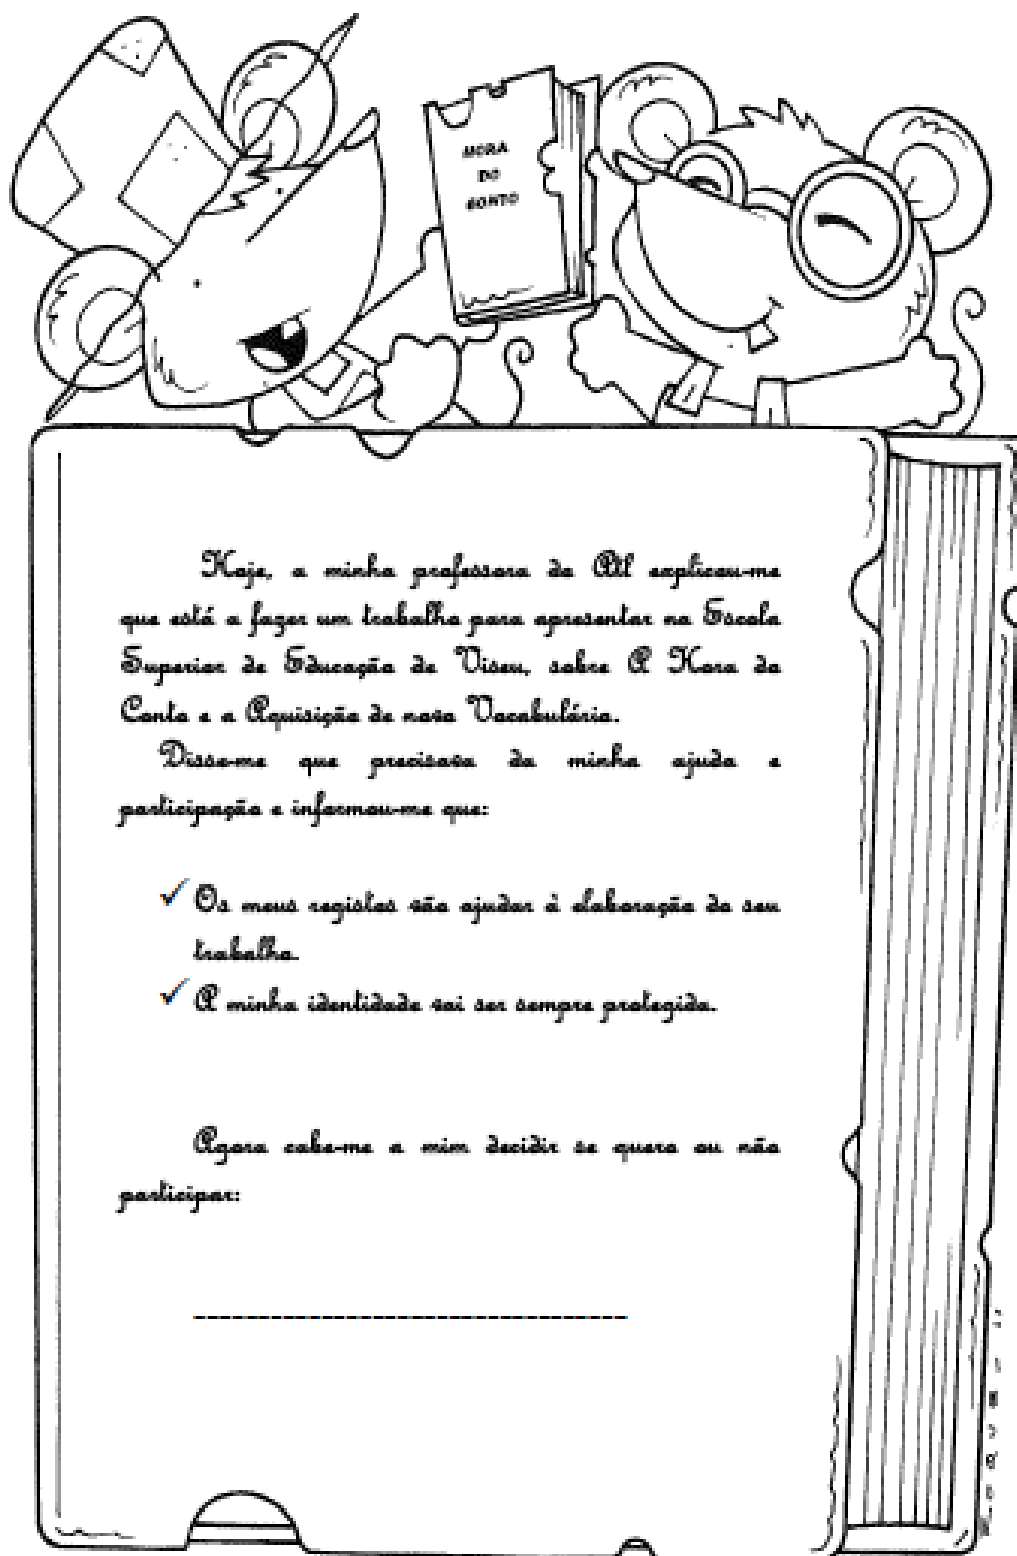 HORA
DO
CONTO
Hoje, a minha professora do Atl explicou-me
que está a fazer um trabalho para apresentar na Escola
Superior de Educação de Viseu, sobre A Hora do
Conto e a Aquisição de novo Vocabulário.
Disse-me que precisava da minha ajuda e
participação e informou-me que:
✓ Os meus registos vão ajudar à elaboração do seu
trabalho.
✓ A minha identidade vai ser sempre protegida.
Agora cabe-me a mim decidir se quero ou não
participar: